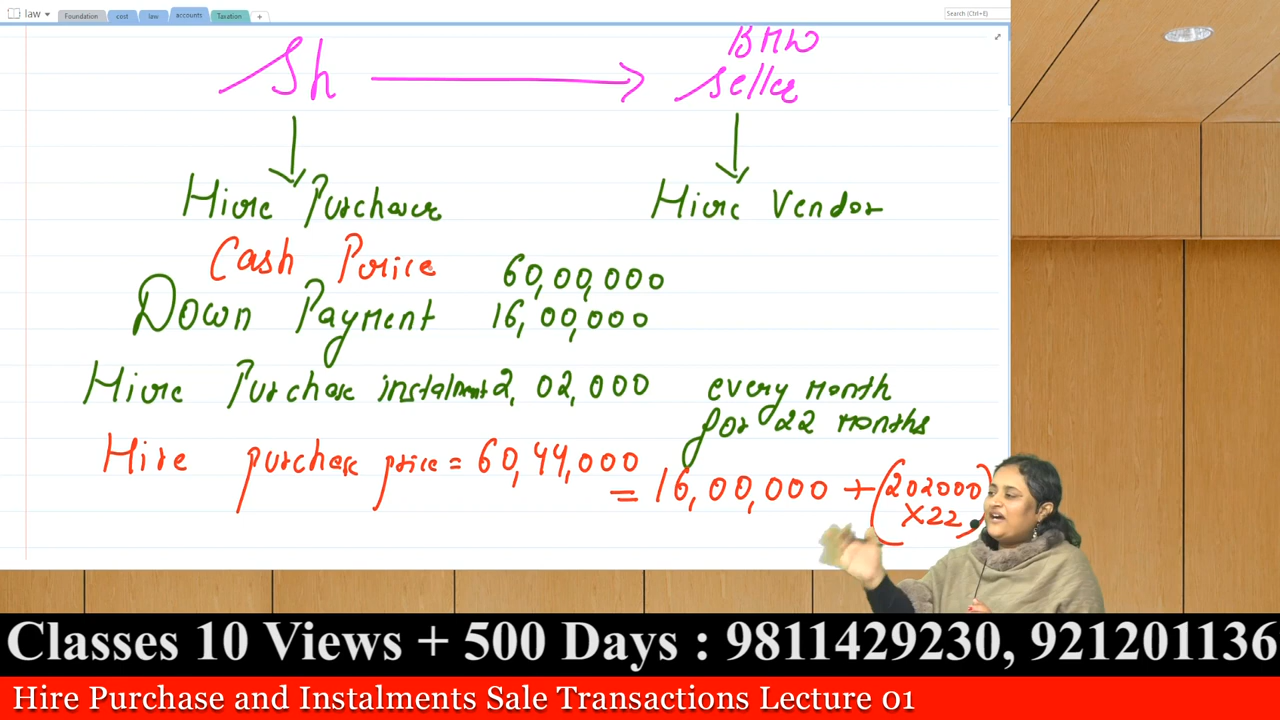 law Foundation cost law accounts Taxation + Search (Ctrl+E)
Sh BMW
seller
Hire Purchaser Hire Vendor
Cash Price 60,00,000
Down Payment 16,00,000
Hire Purchase instalment 2,02,000 every month
for 22 months
Hire purchase price = 60,44,000
= 16,00,000 + (202000
×22)
Classes 10 Views + 500 Days : 9811429230, 921201136
Hire Purchase and Instalments Sale Transactions Lecture 01